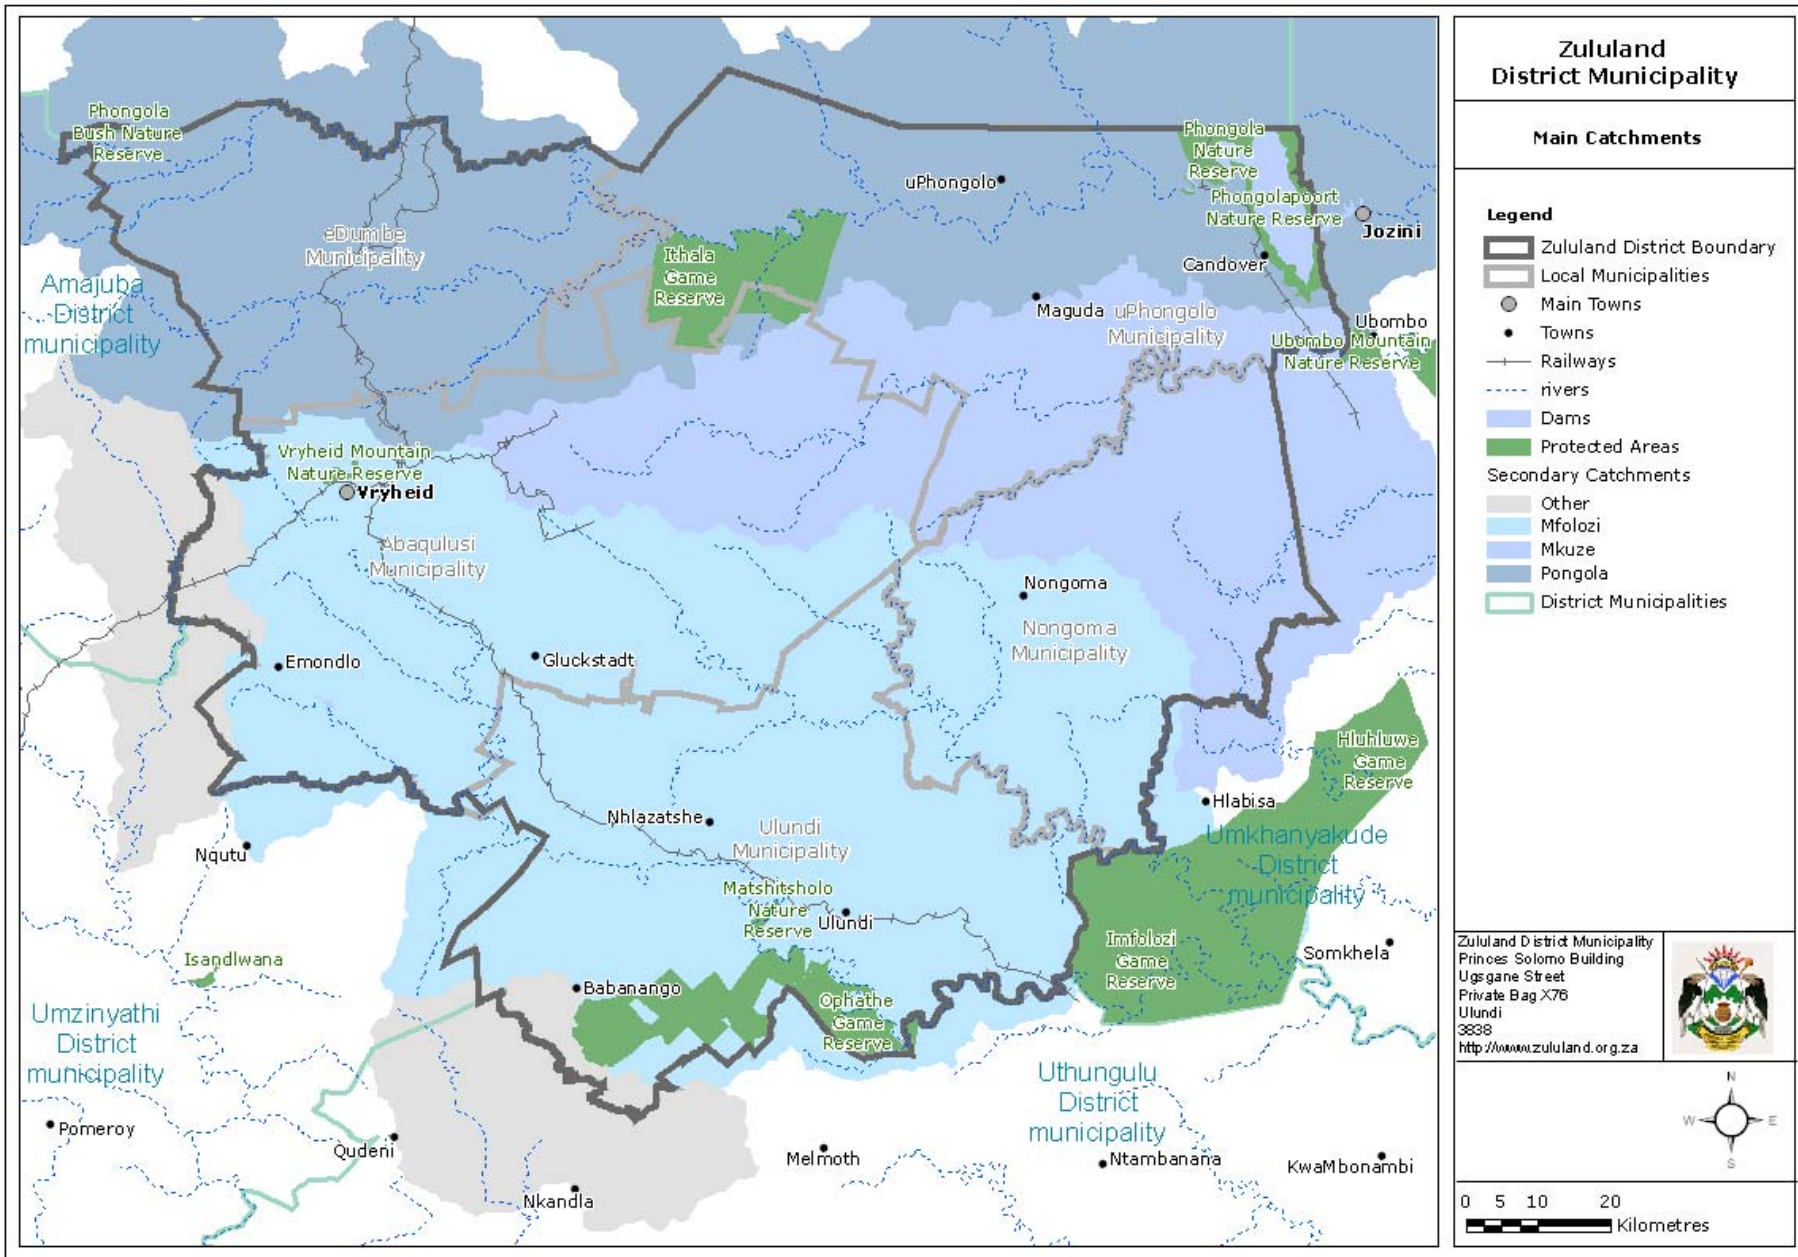 Zululand
District Municipality
Main Catchments
Legend
Zululand District Boundary
Local Municipalities
Main Towns
Towns
Railways
rivers
Dams
Protected Areas
Secondary Catchments
Other
Mfolozi
Mkuze
Pongola
District Municipalities
Zululand District Municipality
Princes Solomo Building
Ugsgane Street
Private Bag X76
Ulundi
3838
http://www.zululand.org.za
N
W E
S
0 5 10 20
Kilometres
Phongola
Bush Nature
Reserve
eDumbe
Municipality
Amajuba
District
municipality
Ithala
Game
Reserve
uPhongolo
Phongola
Nature
Reserve
Phongolapoort
Nature Reserve
Jozini
Candover
Maguda
uPhongolo
Municipality
Ubombo
Ubombo Mountain
Nature Reserve
Vryheid Mountain
Nature Reserve
Vryheid
Abaqulusi
Municipality
Nongoma
Nongoma
Municipality
Emondlo
Gluckstadt
Hluhluwe
Game
Reserve
Nhlazatshe
Ulundi
Municipality
Hlabisa
Umkhanyakude
District
municipality
Nqutu
Matshitsholo
Nature
Reserve
Ulundi
Imfolozi
Game
Reserve
Somkhela
Isandlwana
Babanango
Ophathe
Game
Reserve
Umzinyathi
District
municipality
Uthungulu
District
municipality
Pomeroy
Qudeni
Melmoth
Ntambanana
KwaMbonambi
Nkandla